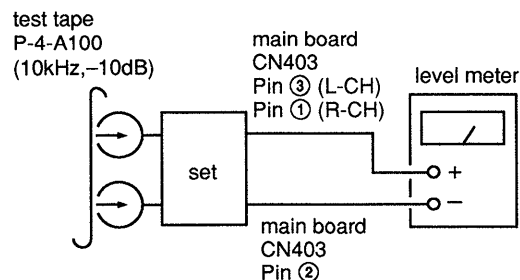 test tape
P-4-A100
(10kHz,–10dB)
main board
CN403
Pin ③ (L-CH)
Pin ① (R-CH)
level meter
set
+
–
main board
CN403
Pin ②